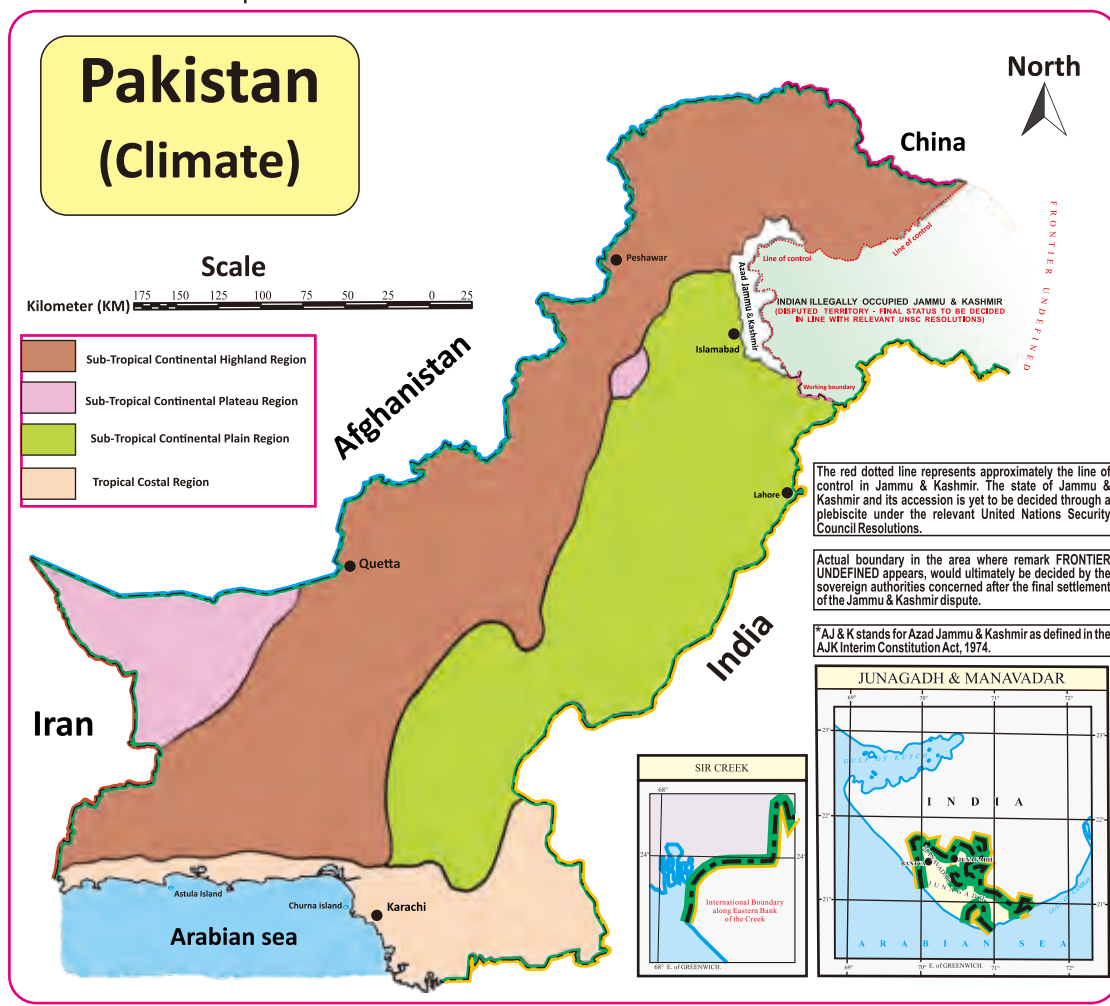 Pakistan
(Climate)
North
China
Scale
Kilometer (KM)
175 150 125 100 75 50 25 0 25
Sub-Tropical Continental Highland Region
Sub-Tropical Continental Plateau Region
Sub-Tropical Continental Plain Region
Tropical Costal Region
Peshawar
Line of control
Line of control
FRONTIER UNDEFINED
Azad Jammu & Kashmir
INDIAN ILLEGALLY OCCUPIED JAMMU & KASHMIR
(DISPUTED TERRITORY - FINAL STATUS TO BE DECIDED
IN LINE WITH RELEVANT UNSC RESOLUTIONS)
Islamabad
Working boundary
Afghanistan
Lahore
Quetta
India
Iran
The red dotted line represents approximately the line of
control in Jammu & Kashmir. The state of Jammu &
Kashmir and its accession is yet to be decided through a
plebiscite under the relevant United Nations Security
Council Resolutions.
Actual boundary in the area where remark FRONTIER
UNDEFINED appears, would ultimately be decided by the
sovereign authorities concerned after the final settlement
of the Jammu & Kashmir dispute.
*AJ & K stands for Azad Jammu & Kashmir as defined in the
AJK Interim Constitution Act, 1974.
Astula Island
Churna island
Karachi
Arabian sea
SIR CREEK
68°
24° 24°
International Boundary
along Eastern Bank
of the Creek
68° E. of GREENWICH.
JUNAGADH & MANAVADAR
69° 70° 71° 72°
23° 23°
GULF OF KUTCH
INDIA
22° 22°
JUNAGADH
JUNAGADH
21° 21°
ARABIAN SEA
69° 70° E. of GREENWICH. 71° 72°